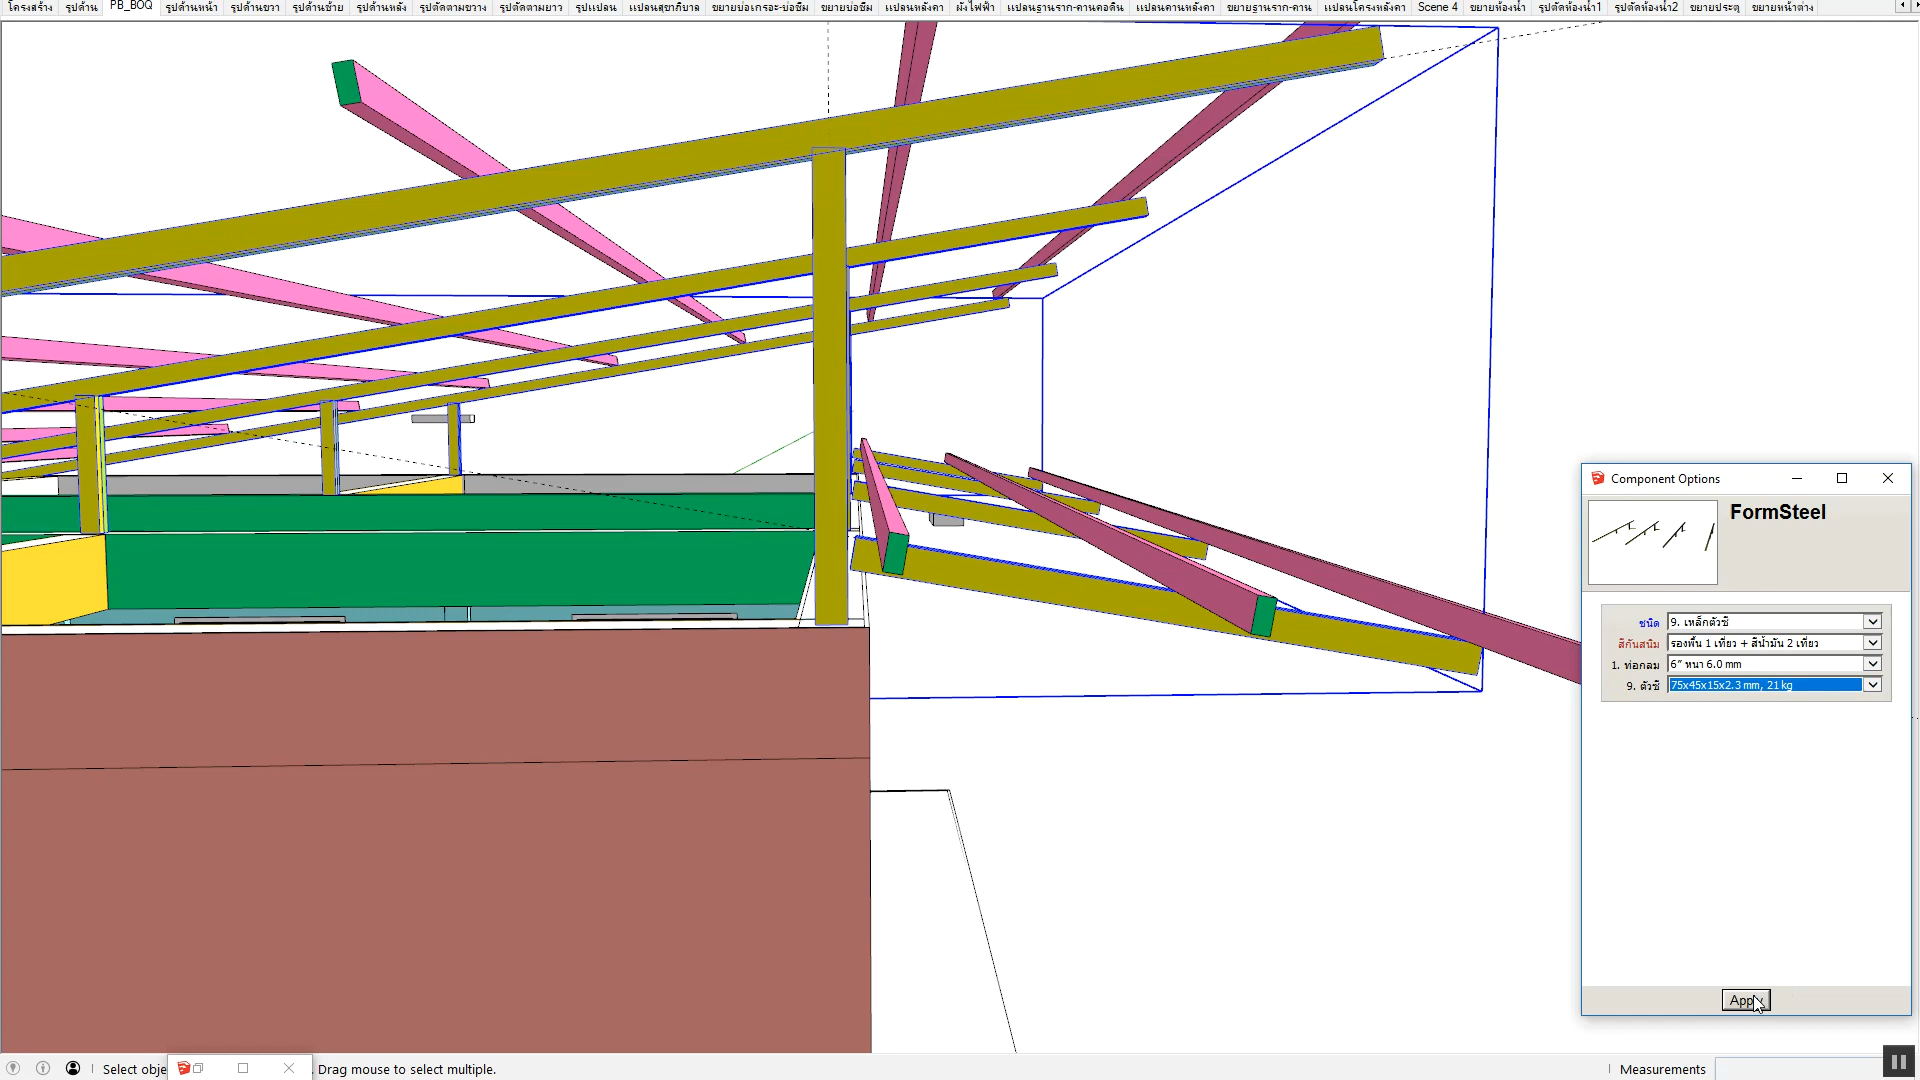 โครงสร้าง รูปด้าน PB_BOQ รูปด้านหน้า รูปด้านขวา รูปด้านซ้าย รูปด้านหลัง รูปตัดตามขวาง รูปตัดตามยาว รูปแปลน แปลนสุขาภิบาล ขยายบ่อเกรอะ-บ่อซึม ขยายบ่อซึม แปลนหลังคา ผังไฟฟ้า แปลนฐานราก-คานคอดิน แปลนคานหลังคา ขยายฐานราก-คาน แปลนโครงหลังคา Scene 4 ขยายห้องน้ำ รูปตัดห้องน้ำ1 รูปตัดห้องน้ำ2 ขยายประตู ขยายหน้าต่าง
Component Options
FormSteel
ชนิด 9. เหล็กตัวซี
สีกันสนิม รองพื้น 1 เที่ยว + สีน้ำมัน 2 เที่ยว
1. ท่อกลม 6" หนา 6.0 mm
9. ตัวซี 75x45x15x2.3 mm, 21 kg
Select obje
. Drag mouse to select multiple.
Measurements